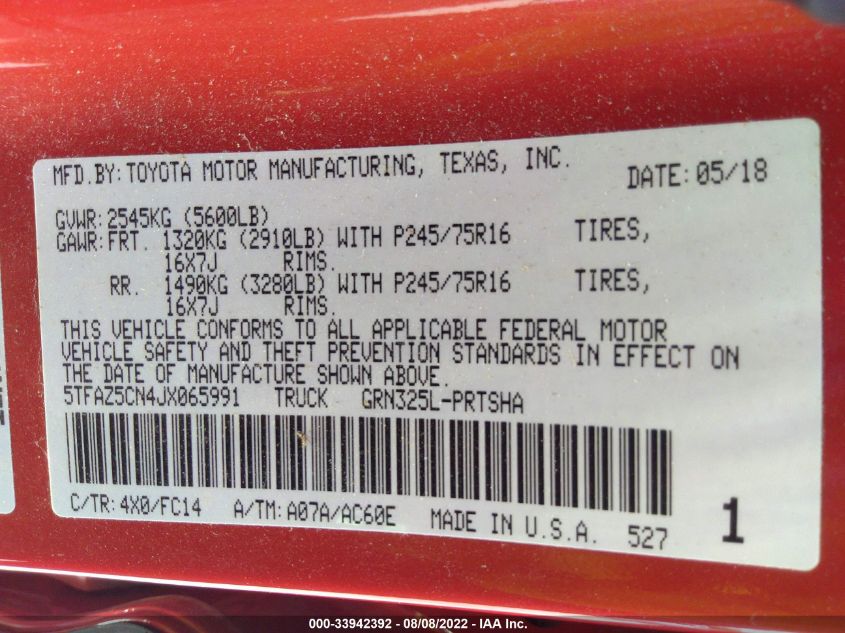 MFD.BY:TOYOTA MOTOR MANUFACTURING, TEXAS, INC. DATE:05/18
GVWR:2545KG (5600LB)
GAWR:FRT. 1320KG (2910LB) WITH P245/75R16 TIRES,
16X7J RIMS.
RR. 1490KG (3280LB) WITH P245/75R16 TIRES,
16X7J RIMS.
THIS VEHICLE CONFORMS TO ALL APPLICABLE FEDERAL MOTOR
VEHICLE SAFETY AND THEFT PREVENTION STANDARDS IN EFFECT ON
THE DATE OF MANUFACTURE SHOWN ABOVE.
5TFAZ5CN4JX065991 TRUCK GRN325L-PRTSHA
C/TR:4X0/FC14 A/TM:A07A/AC60E MADE IN U.S.A. 527 1
000-33942392 - 08/08/2022 - IAA Inc.